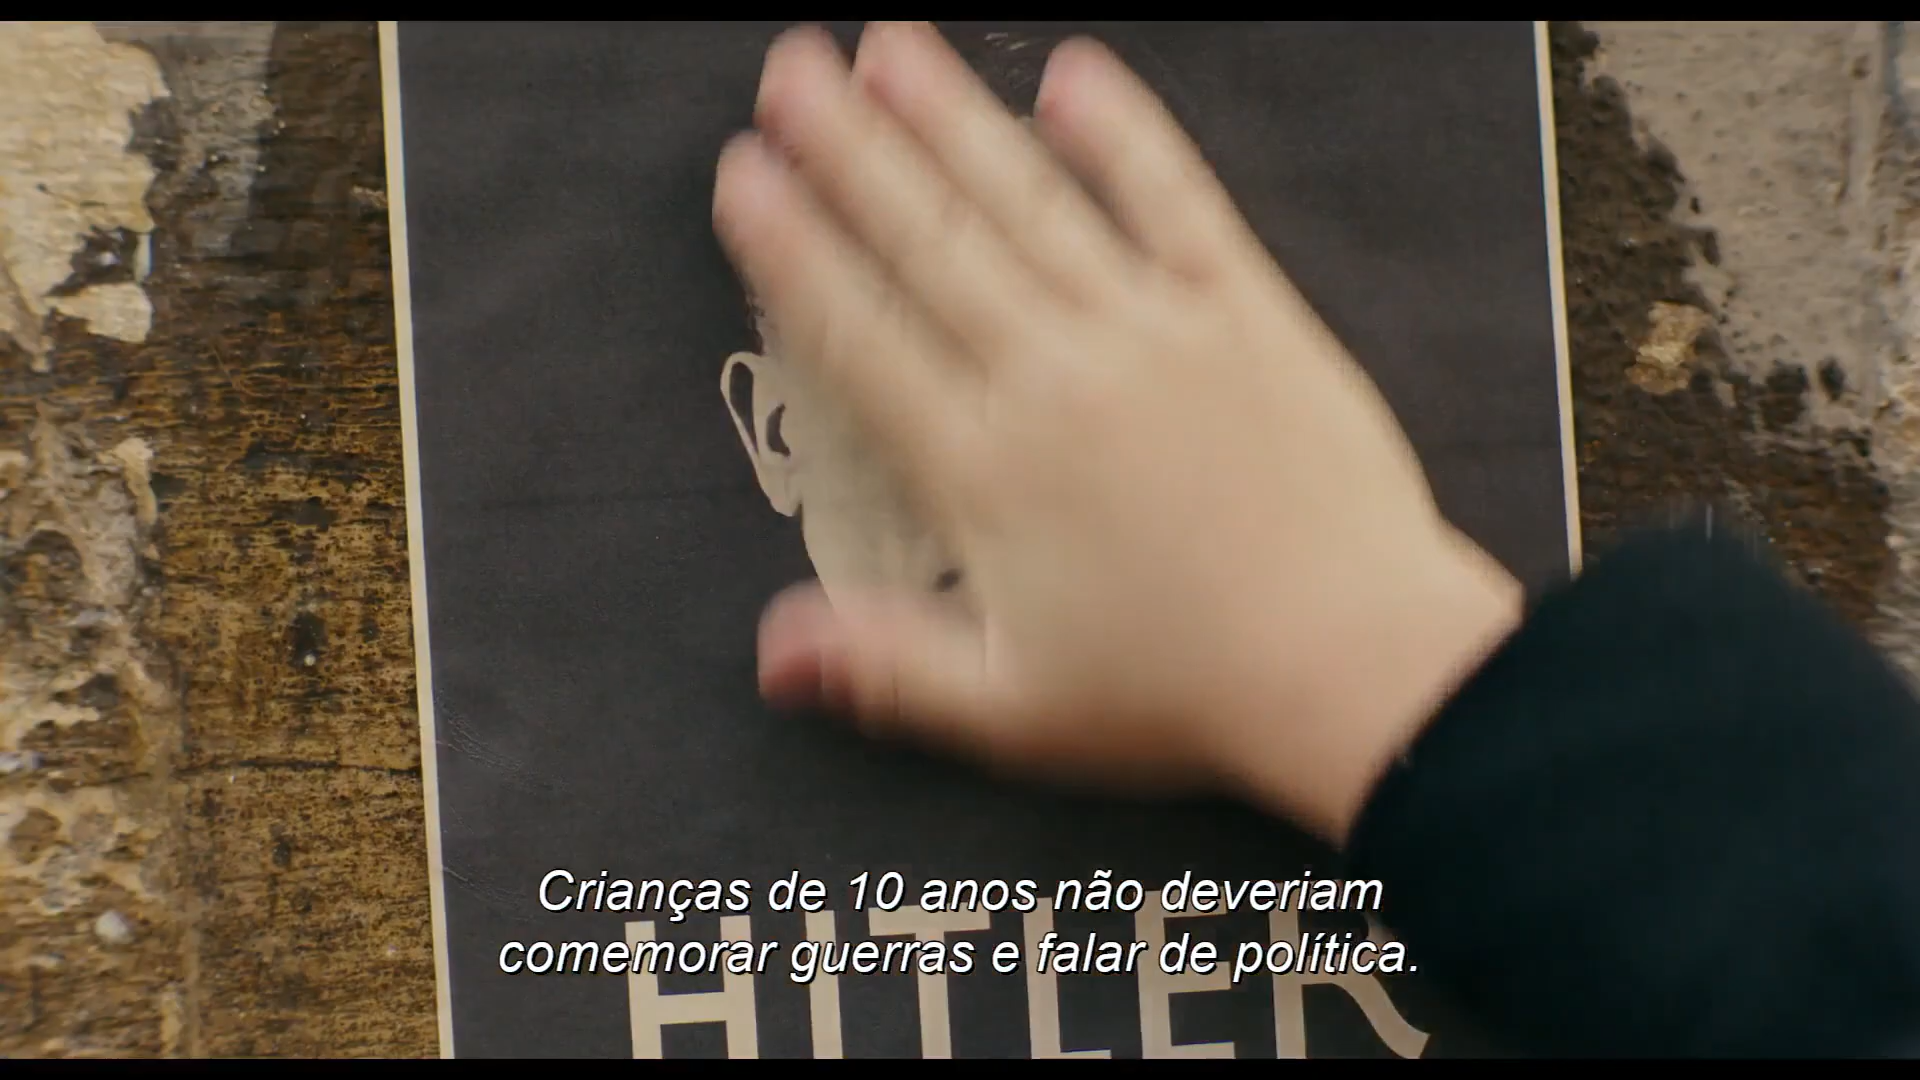 Crianças de 10 anos não deveriam
comemorar guerras e falar de política.
HITLER